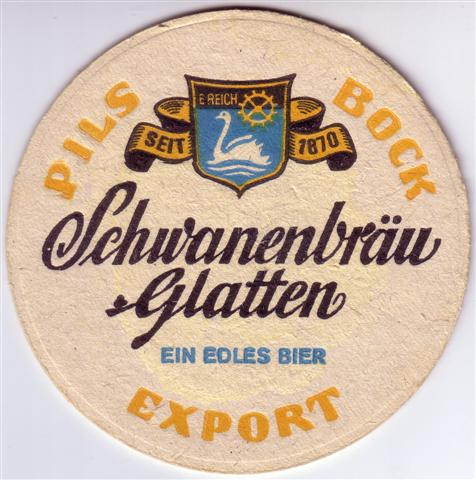 PILS BOCK
E. REICH
SEIT 1870
Schwanenbräu
Glatten
EIN EDLES BIER
EXPORT